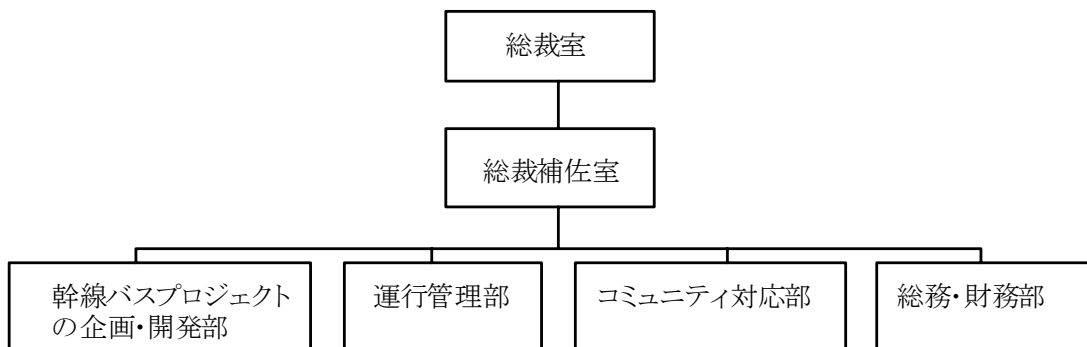 総裁室
総裁補佐室
幹線バスプロジェクト
の企画・開発部
運行管理部
コミュニティ対応部
総務・財務部